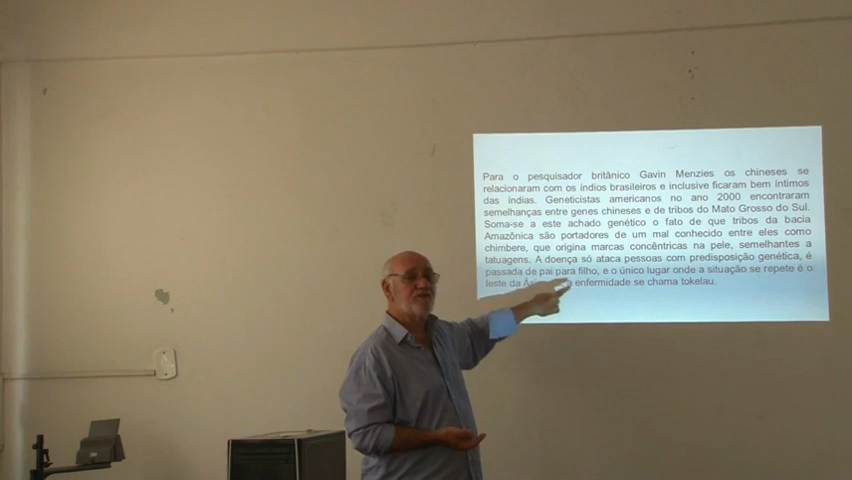 Para o pesquisador britânico Gavin Menzies os chineses se
relacionaram com os índios brasileiros e inclusive ficaram bem íntimos
das índias. Geneticistas americanos no ano 2000 encontraram
semelhanças entre genes chineses e de tribos do Mato Grosso do Sul.
Soma-se a este achado genético o fato de que tribos da bacia
Amazônica são portadores de um mal conhecido entre eles como
chimbere, que origina marcas concêntricas na pele, semelhantes a
tatuagens. A doença só ataca pessoas com predisposição genética, é
passada de pai para filho, e o único lugar onde a situação se repete é o
leste da enfermidade se chama tokelau.